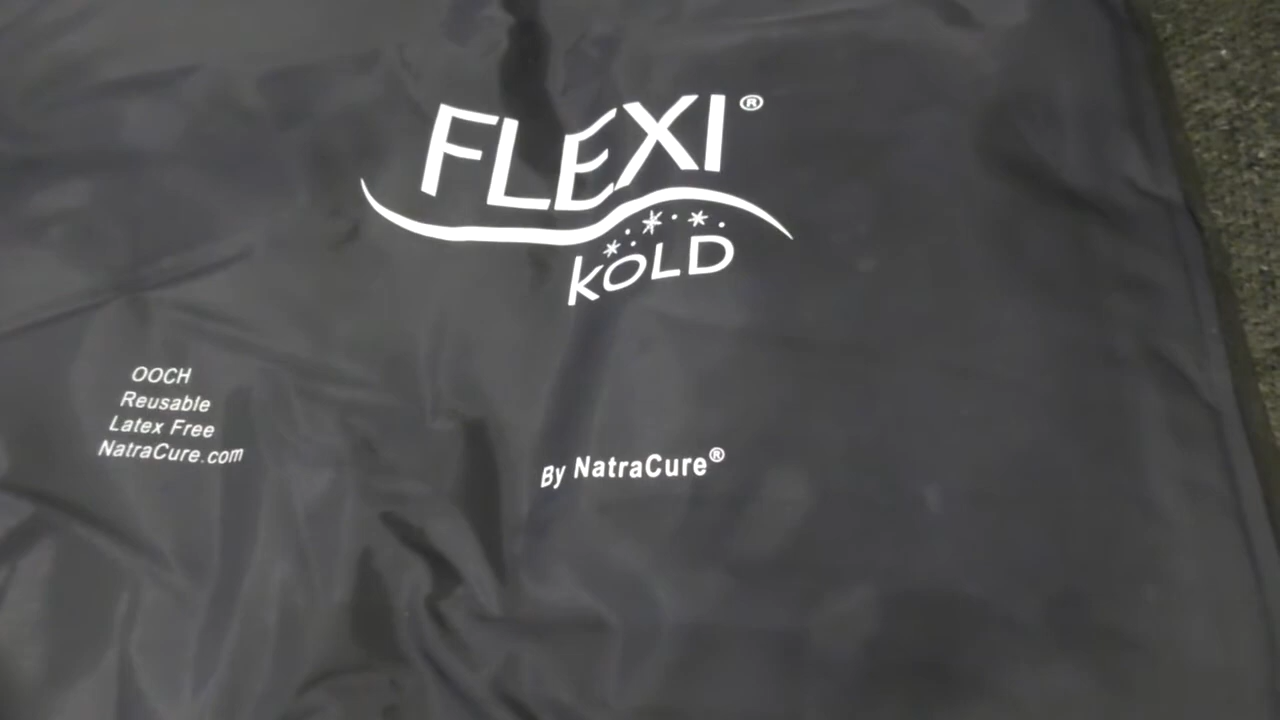 FLEXI®
KOLD
OOCH
Reusable
Latex Free
NatraCure.com
By NatraCure®